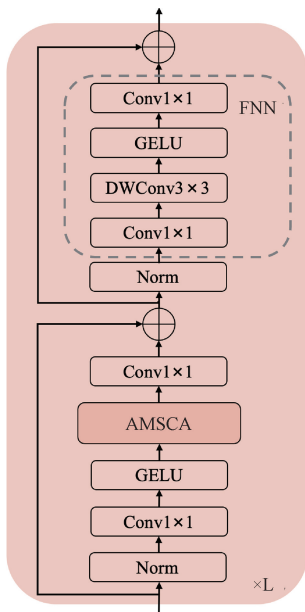 Conv1×1
FNN
GELU
DWConv3×3
Conv1×1
Norm
Conv1×1
AMSCA
GELU
Conv1×1
Norm
×L